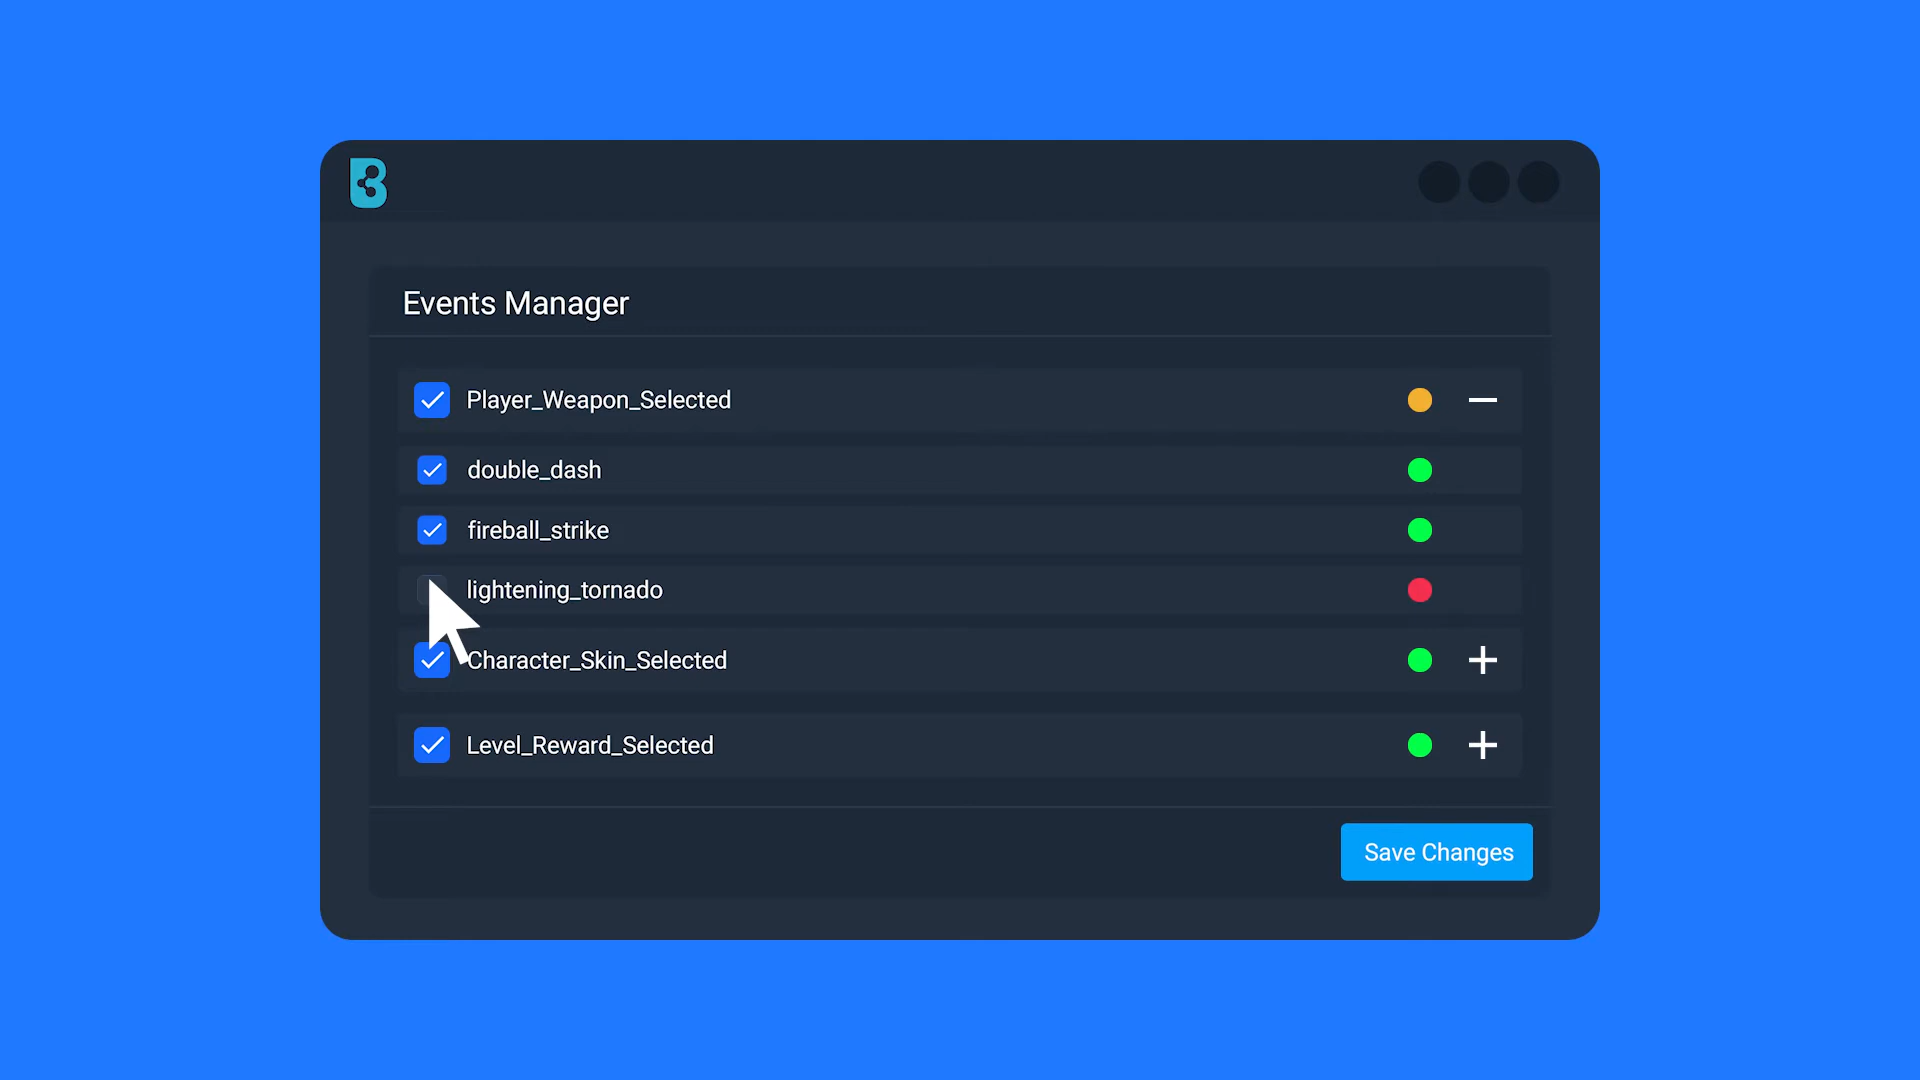 Events Manager
Player_Weapon_Selected
double_dash
fireball_strike
lightening_tornado
Character_Skin_Selected
Level_Reward_Selected
Save Changes